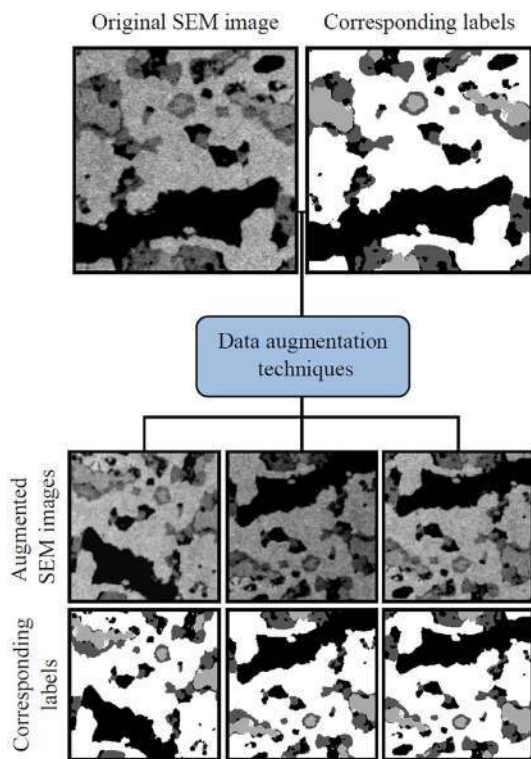 Original SEM image
Corresponding labels
Data augmentation
techniques
Augmented
SEM images
Corresponding
labels